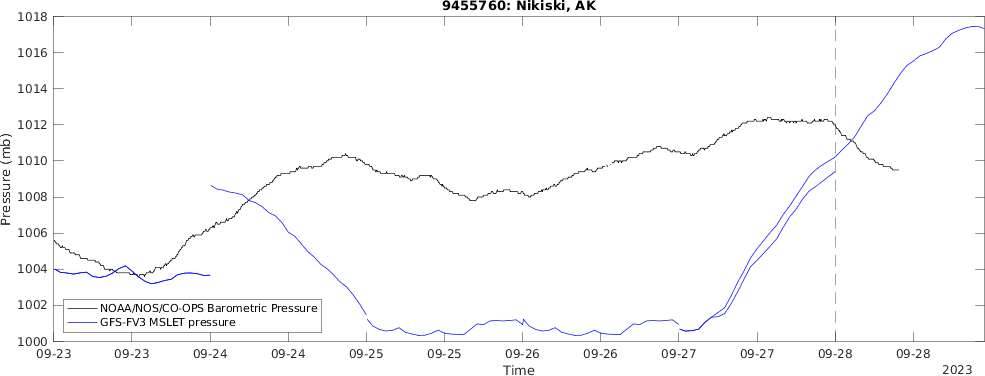 9455760: Nikiski, AK
Pressure (mb)
1018
1016
1014
1012
1010
1008
1006
1004
1002
1000
NOAA/NOS/CO-OPS Barometric Pressure
GFS-FV3 MSLET pressure
09-23 09-23 09-24 09-24 09-25 09-25 09-26 09-26 09-27 09-27 09-28 09-28
Time
2023